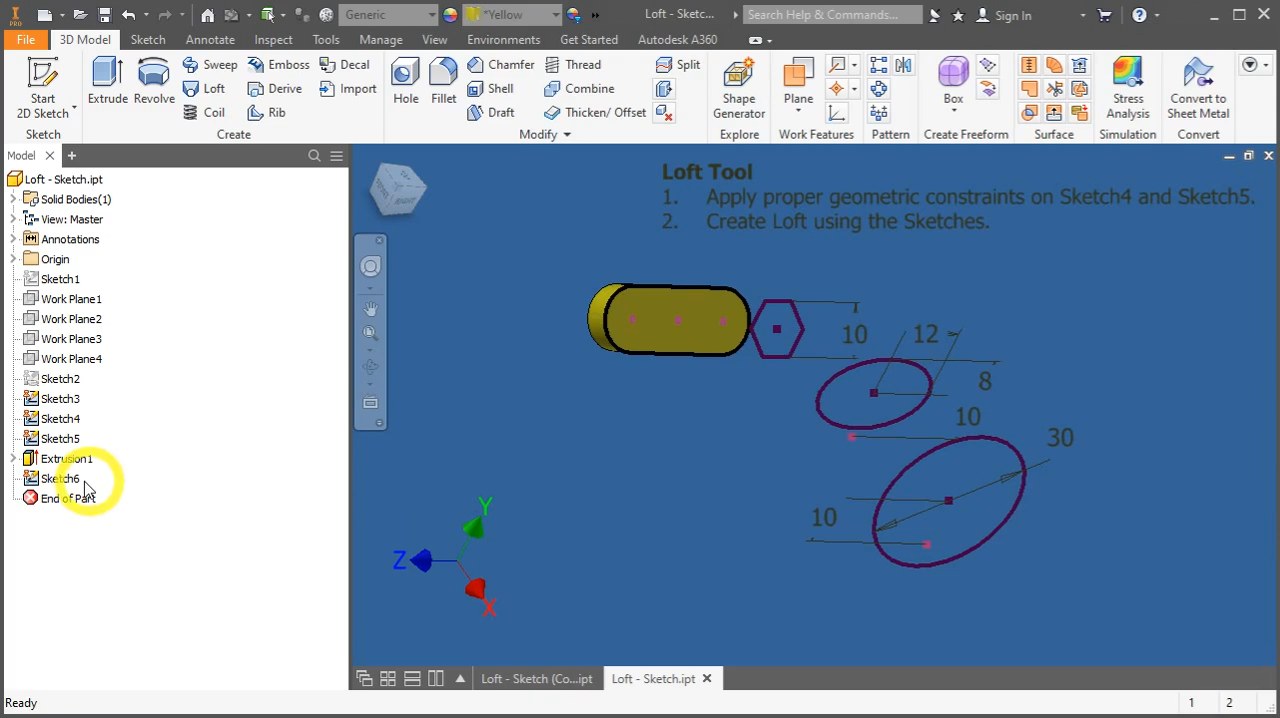 PRO
Generic
*Yellow
Loft - Sketc...
Search Help & Commands...
Sign In
File
3D Model
Sketch
Annotate
Inspect
Tools
Manage
View
Environments
Get Started
Autodesk A360
Start
2D Sketch
Sketch
Extrude
Revolve
Sweep
Loft
Coil
Emboss
Derive
Rib
Decal
Import
Create
Hole
Fillet
Chamfer
Shell
Draft
Thread
Combine
Thicken/ Offset
Split
Modify
Shape
Generator
Explore
Plane
Work Features
Pattern
Box
Create Freeform
Surface
Stress
Analysis
Simulation
Convert to
Sheet Metal
Convert
Model
Loft - Sketch.ipt
Solid Bodies(1)
View: Master
Annotations
Origin
Sketch1
Work Plane1
Work Plane2
Work Plane3
Work Plane4
Sketch2
Sketch3
Sketch4
Sketch5
Extrusion1
Sketch6
End of Part
Loft Tool
1. Apply proper geometric constraints on Sketch4 and Sketch5.
2. Create Loft using the Sketches.
10
12
8
10
30
10
Y
Z
X
Loft - Sketch (Co...ipt
Loft - Sketch.ipt
Ready
1
2